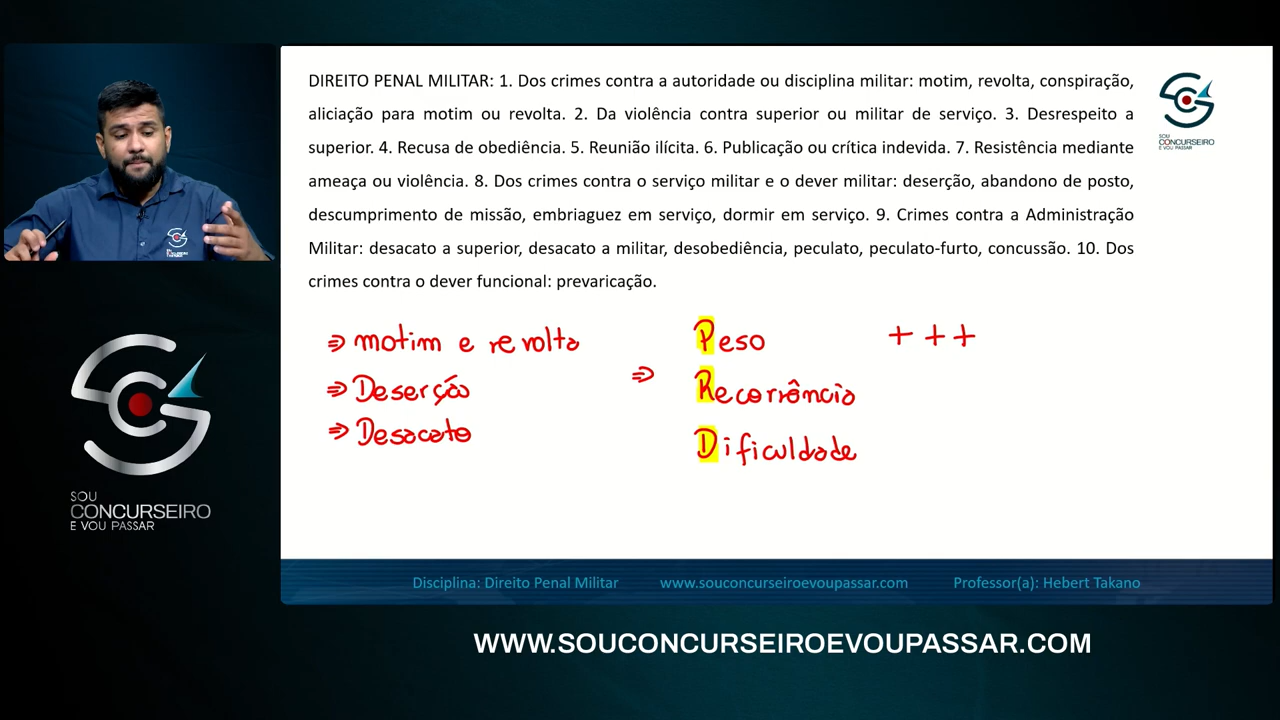 DIREITO PENAL MILITAR: 1. Dos crimes contra a autoridade ou disciplina militar: motim, revolta, conspiração,
aliciação para motim ou revolta. 2. Da violência contra superior ou militar de serviço. 3. Desrespeito a
superior. 4. Recusa de obediência. 5. Reunião ilícita. 6. Publicação ou crítica indevida. 7. Resistência mediante
ameaça ou violência. 8. Dos crimes contra o serviço militar e o dever militar: deserção, abandono de posto,
descumprimento de missão, embriaguez em serviço, dormir em serviço. 9. Crimes contra a Administração
Militar: desacato a superior, desacato a militar, desobediência, peculato, peculato-furto, concussão. 10. Dos
crimes contra o dever funcional: prevaricação.
SOU
CONCURSEIRO
E VOU PASSAR
⇒ motim e revolta
⇒ Deserção
⇒ Desacato
⇒
Peso + + +
Recorrência
Dificuldade
SOU
CONCURSEIRO
E VOU PASSAR
Disciplina: Direito Penal Militar www.souconcurseiroevoupassar.com Professor(a): Hebert Takano
WWW.SOUCONCURSEIROEVOUPASSAR.COM